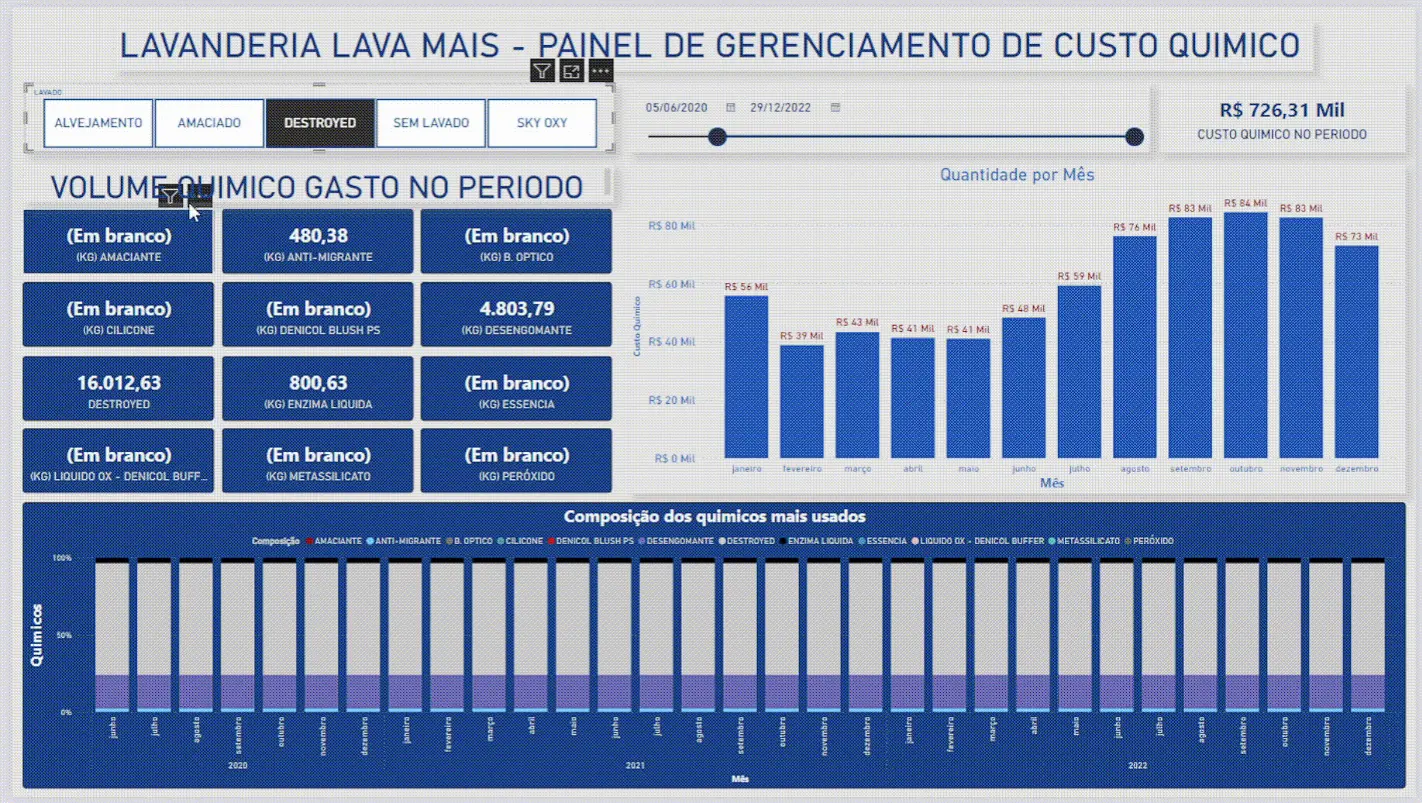 LAVANDERIA LAVA MAIS - PAINEL DE GERENCIAMENTO DE CUSTO QUIMICO
LAVADO
ALVEJAMENTO AMACIADO DESTROYED SEM LAVADO SKY OXY
05/06/2020 29/12/2022
R$ 726,31 Mil
CUSTO QUIMICO NO PERIODO
VOLUME QUIMICO GASTO NO PERIODO
(Em branco)
(KG) AMACIANTE
480,38
(KG) ANTI-MIGRANTE
(Em branco)
(KG) B. OPTICO
(Em branco)
(KG) CILICONE
(Em branco)
(KG) DENICOL BLUSH PS
4.803,79
(KG) DESENGOMANTE
16.012,63
DESTROYED
800,63
(KG) ENZIMA LIQUIDA
(Em branco)
(KG) ESSENCIA
(Em branco)
(KG) LIQUIDO OX - DENICOL BUFF...
(Em branco)
(KG) METASSILICATO
(Em branco)
(KG) PERÓXIDO
Quantidade por Mês
Custo Quimico
R$ 80 Mil
R$ 60 Mil
R$ 40 Mil
R$ 20 Mil
R$ 0 Mil
R$ 56 Mil R$ 39 Mil R$ 43 Mil R$ 41 Mil R$ 41 Mil R$ 48 Mil R$ 59 Mil R$ 76 Mil R$ 83 Mil R$ 84 Mil R$ 83 Mil R$ 73 Mil
janeiro fevereiro março abril maio junho julho agosto setembro outubro novembro dezembro
Mês
Composição dos quimicos mais usados
Composição AMACIANTE ANTI-MIGRANTE B. OPTICO CILICONE DENICOL BLUSH PS DESENGOMANTE DESTROYED ENZIMA LIQUIDA ESSENCIA LIQUIDO OX - DENICOL BUFFER METASSILICATO PERÓXIDO
Quimicos
100%
50%
0%
junho julho agosto setembro outubro novembro dezembro janeiro fevereiro março abril maio junho julho agosto setembro outubro novembro dezembro janeiro fevereiro março abril maio junho julho agosto setembro outubro novembro dezembro
2020 2021 2022
Mês